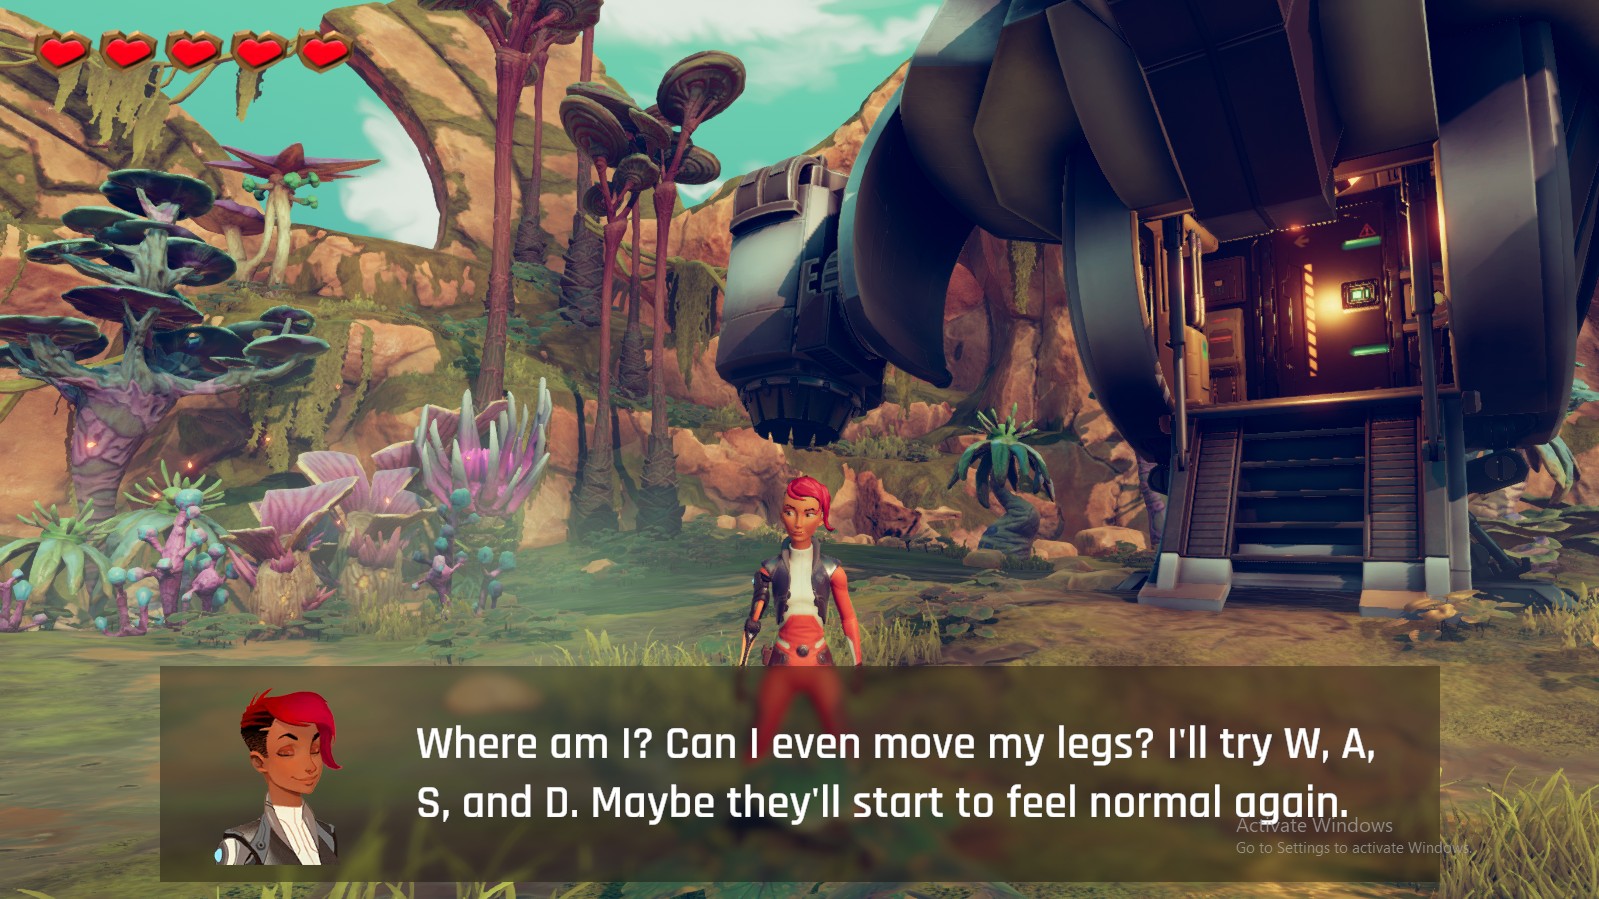 Where am I? Can I even move my legs? I'll try W, A,
S, and D. Maybe they'll start to feel normal again.
Activate Windows
Go to Settings to activate Windows.